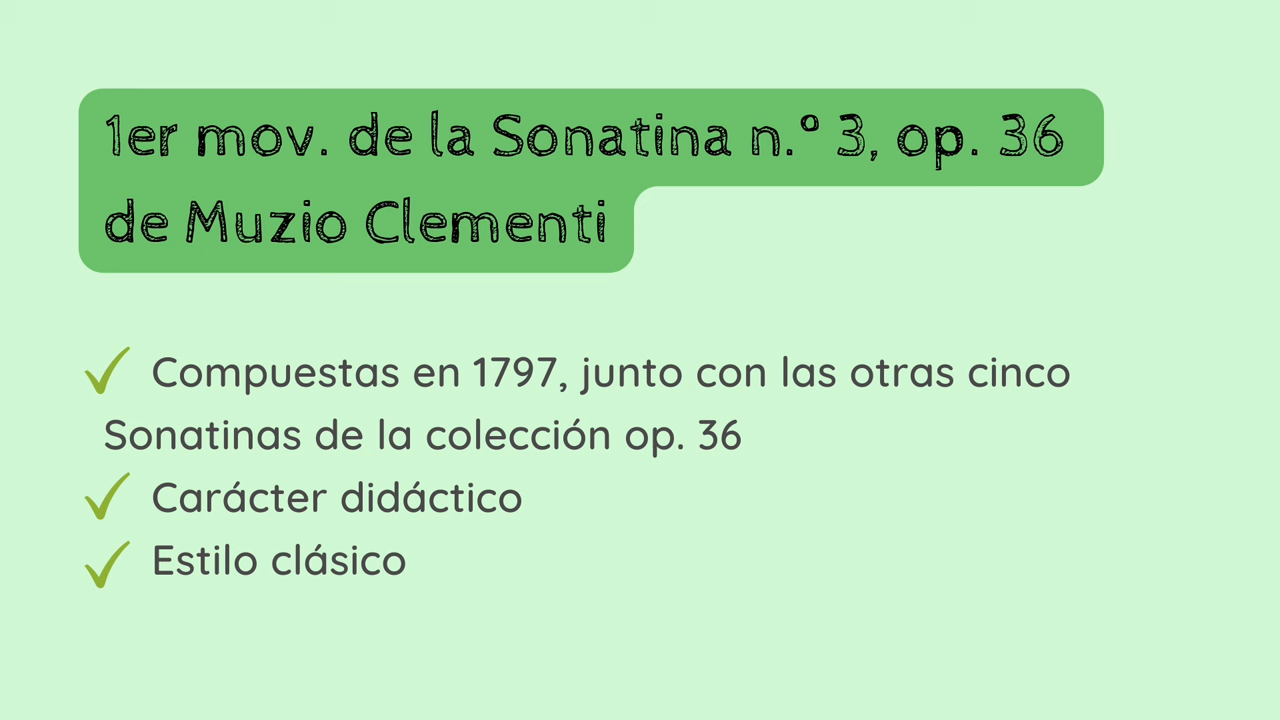 1er mov. de la Sonatina n.º 3, op. 36
de Muzio Clementi
✓ Compuestas en 1797, junto con las otras cinco
Sonatinas de la colección op. 36
✓ Carácter didáctico
✓ Estilo clásico